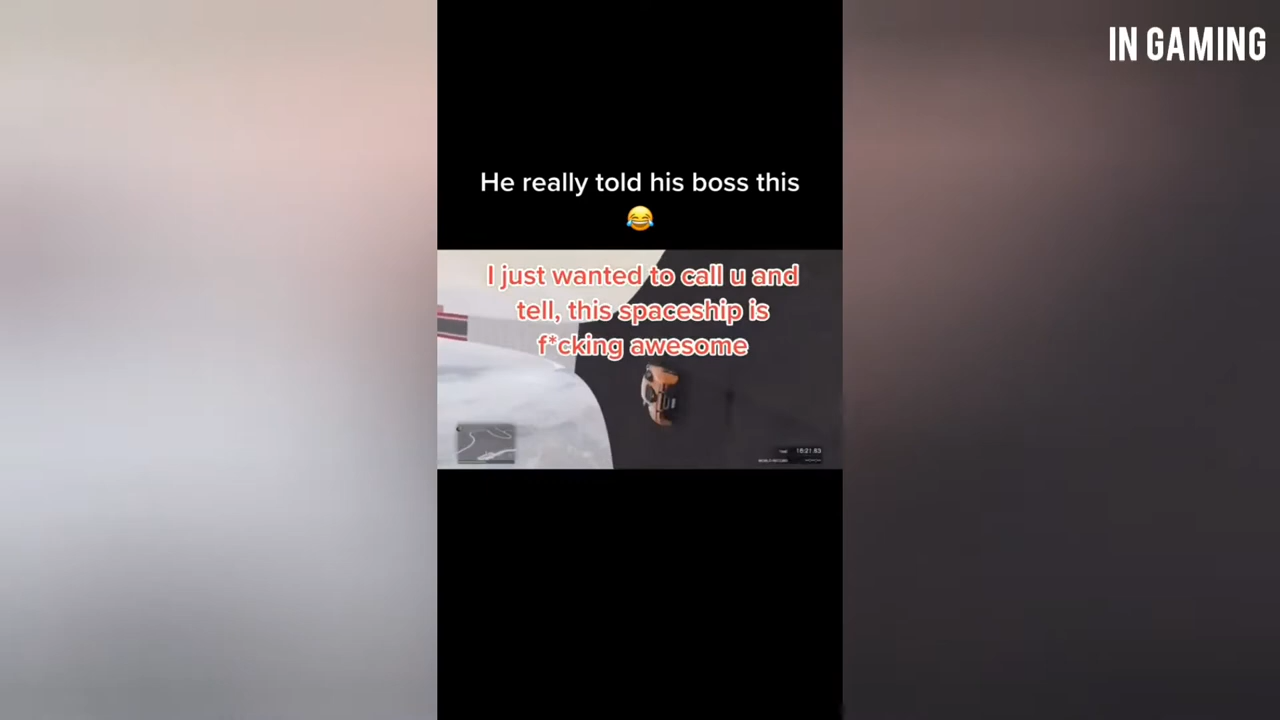 IN GAMING
He really told his boss this
😂
I just wanted to call u and
tell, this spaceship is
f*cking awesome